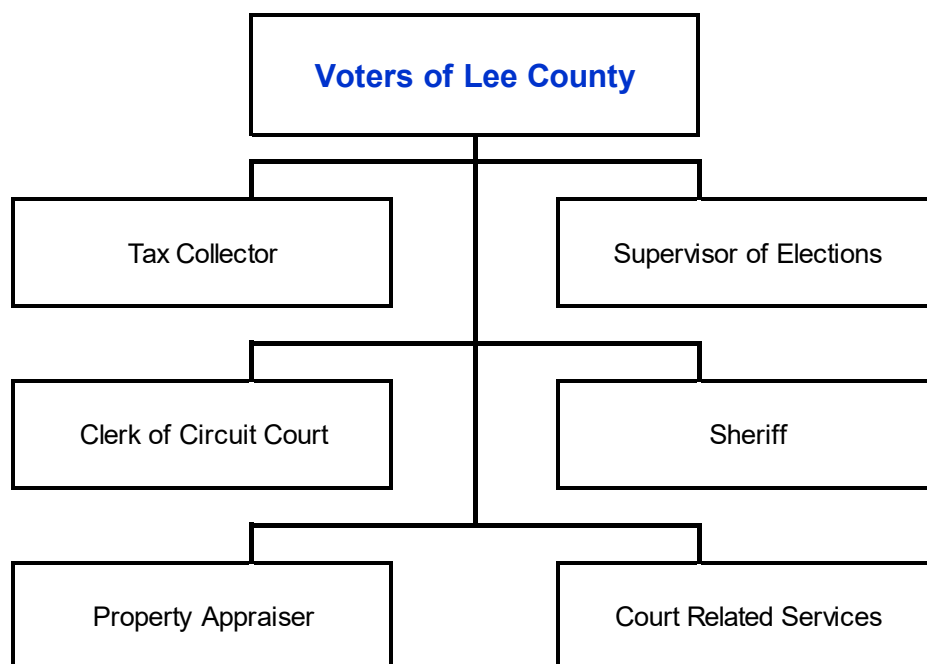 Voters of Lee County
Tax Collector
Supervisor of Elections
Clerk of Circuit Court
Sheriff
Property Appraiser
Court Related Services